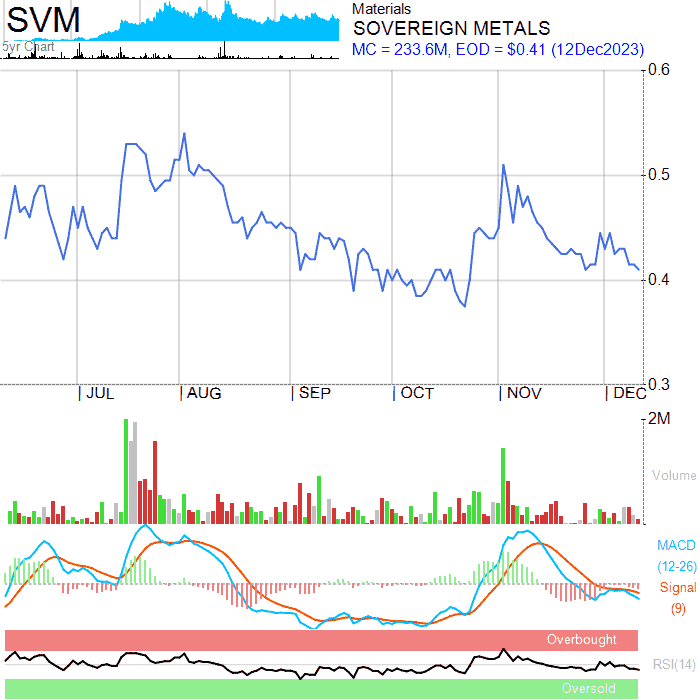 SVM
5yr Chart
Materials
SOVEREIGN METALS
MC = 233.6M, EOD = $0.41 (12Dec2023)
0.6
0.5
0.4
0.3
JUL AUG SEP OCT NOV DEC
2M
Volume
MACD
(12-26)
Signal
(9)
Overbought
RSI(14)
Oversold